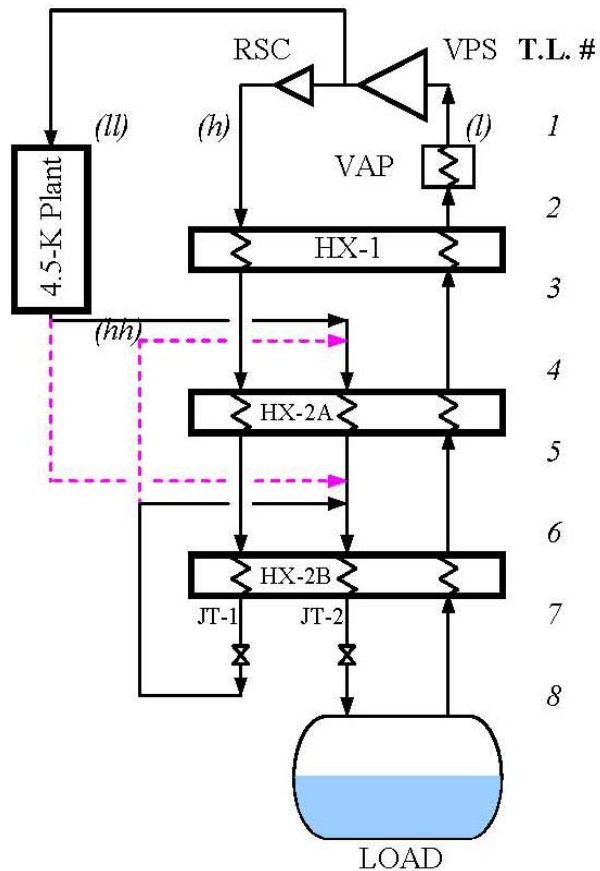 RSC VPS T.L. #
(ll) (h) (l) 1
VAP
2
4.5-K Plant
HX-1
3
(hh)
4
HX-2A
5
6
HX-2B
JT-1 JT-2 7
8
LOAD